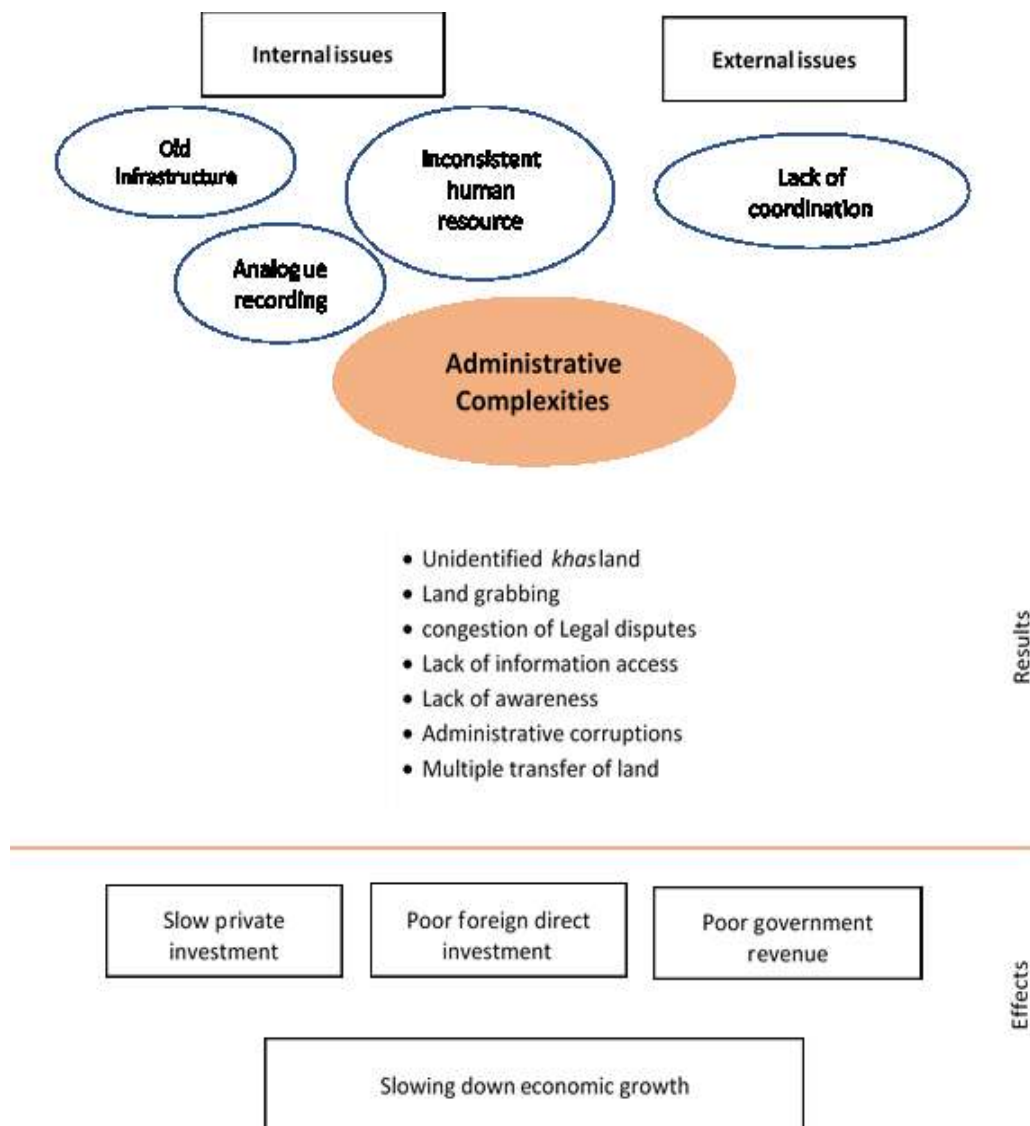 Internal issues
External issues
Old
infrastructure
Inconsistent
human
resource
Lack of
coordination
Analogue
recording
Administrative
Complexities
• Unidentified khas land
• Land grabbing
• congestion of Legal disputes
• Lack of information access
• Lack of awareness
• Administrative corruptions
• Multiple transfer of land
Results
Slow private
investment
Poor foreign direct
investment
Poor government
revenue
Effects
Slowing down economic growth